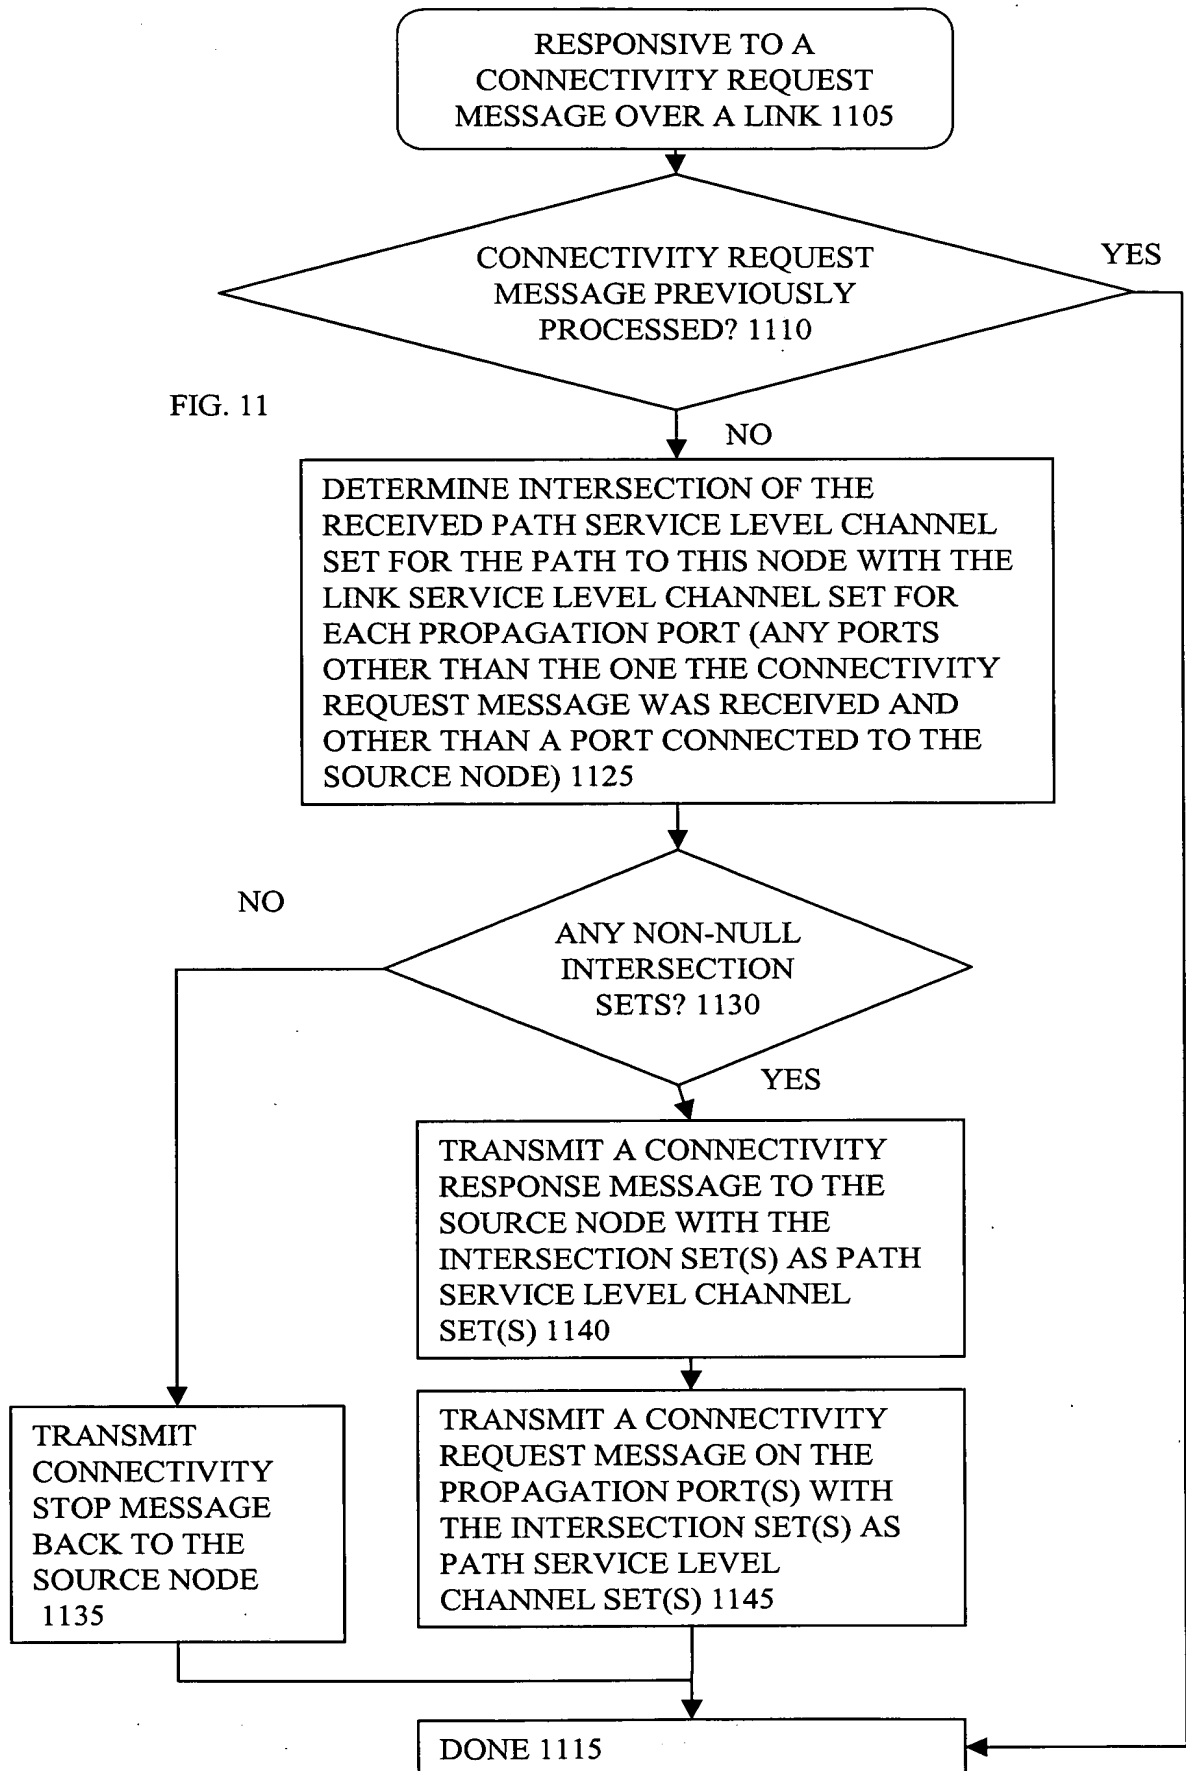 RESPONSIVE TO A
CONNECTIVITY REQUEST
MESSAGE OVER A LINK 1105
CONNECTIVITY REQUEST
MESSAGE PREVIOUSLY
PROCESSED? 1110
YES
FIG. 11
NO
DETERMINE INTERSECTION OF THE
RECEIVED PATH SERVICE LEVEL CHANNEL
SET FOR THE PATH TO THIS NODE WITH THE
LINK SERVICE LEVEL CHANNEL SET FOR
EACH PROPAGATION PORT (ANY PORTS
OTHER THAN THE ONE THE CONNECTIVITY
REQUEST MESSAGE WAS RECEIVED AND
OTHER THAN A PORT CONNECTED TO THE
SOURCE NODE) 1125
NO
ANY NON-NULL
INTERSECTION
SETS? 1130
YES
TRANSMIT A CONNECTIVITY
RESPONSE MESSAGE TO THE
SOURCE NODE WITH THE
INTERSECTION SET(S) AS PATH
SERVICE LEVEL CHANNEL
SET(S) 1140
TRANSMIT
CONNECTIVITY
STOP MESSAGE
BACK TO THE
SOURCE NODE
1135
TRANSMIT A CONNECTIVITY
REQUEST MESSAGE ON THE
PROPAGATION PORT(S) WITH
THE INTERSECTION SET(S) AS
PATH SERVICE LEVEL
CHANNEL SET(S) 1145
DONE 1115